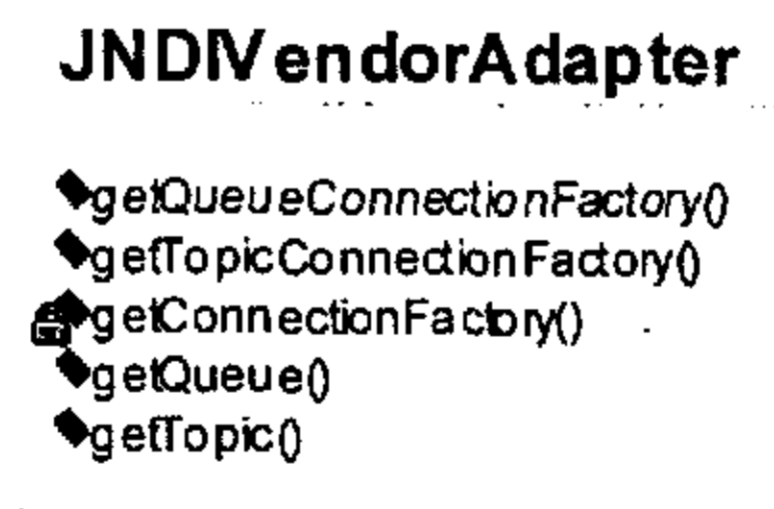 JNDIVendorAdapter
getQueueConnectionFactory()
getTopicConnectionFactory()
getConnectionFactory()
getQueue()
getTopic()